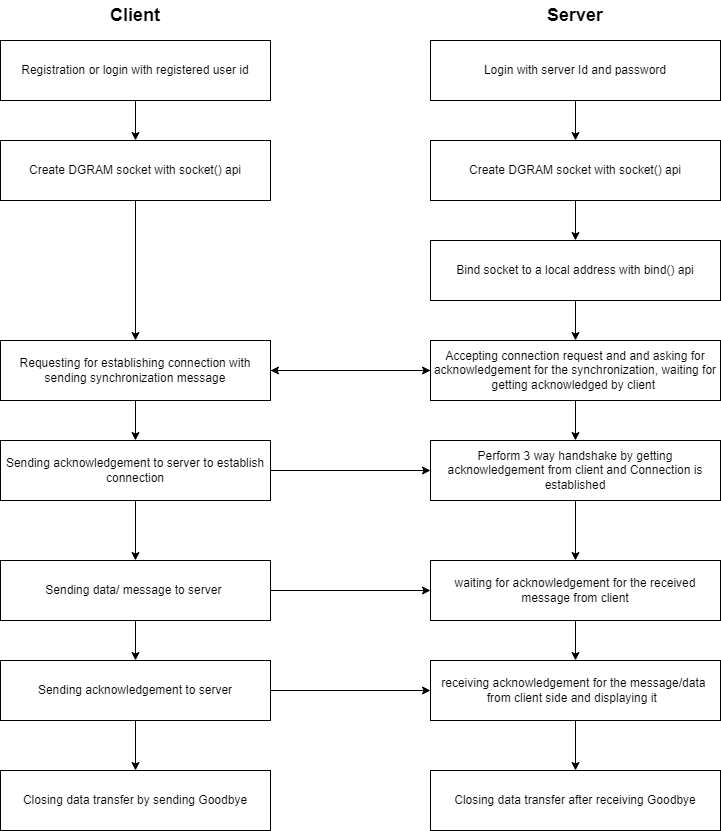 Client
Server
Registration or login with registered user id
Login with server Id and password
Create DGRAM socket with socket() api
Create DGRAM socket with socket() api
Bind socket to a local address with bind() api
Requesting for establishing connection with
sending synchronization message
Accepting connection request and and asking for
acknowledgement for the synchronization, waiting for
getting acknowledged by client
Sending acknowledgement to server to establish
connection
Perform 3 way handshake by getting
acknowledgement from client and Connection is
established
Sending data/ message to server
waiting for acknowledgement for the received
message from client
Sending acknowledgement to server
receiving acknowledgement for the message/data
from client side and displaying it
Closing data transfer by sending Goodbye
Closing data transfer after receiving Goodbye